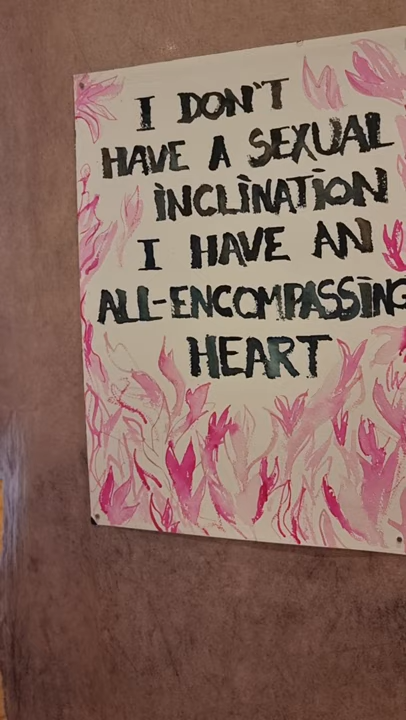 I DON'T
HAVE A SEXUAL
INCLINATION
I HAVE AN
ALL-ENCOMPASSING
HEART